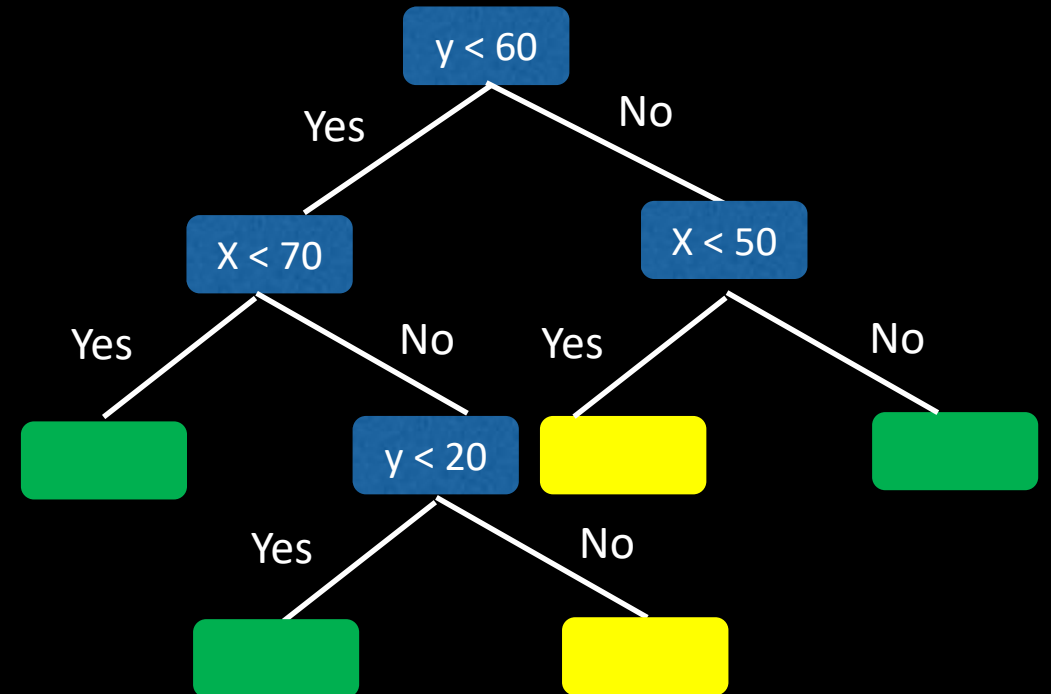 y < 60
Yes
No
X < 70
X < 50
Yes
No
Yes
No
y < 20
Yes
No